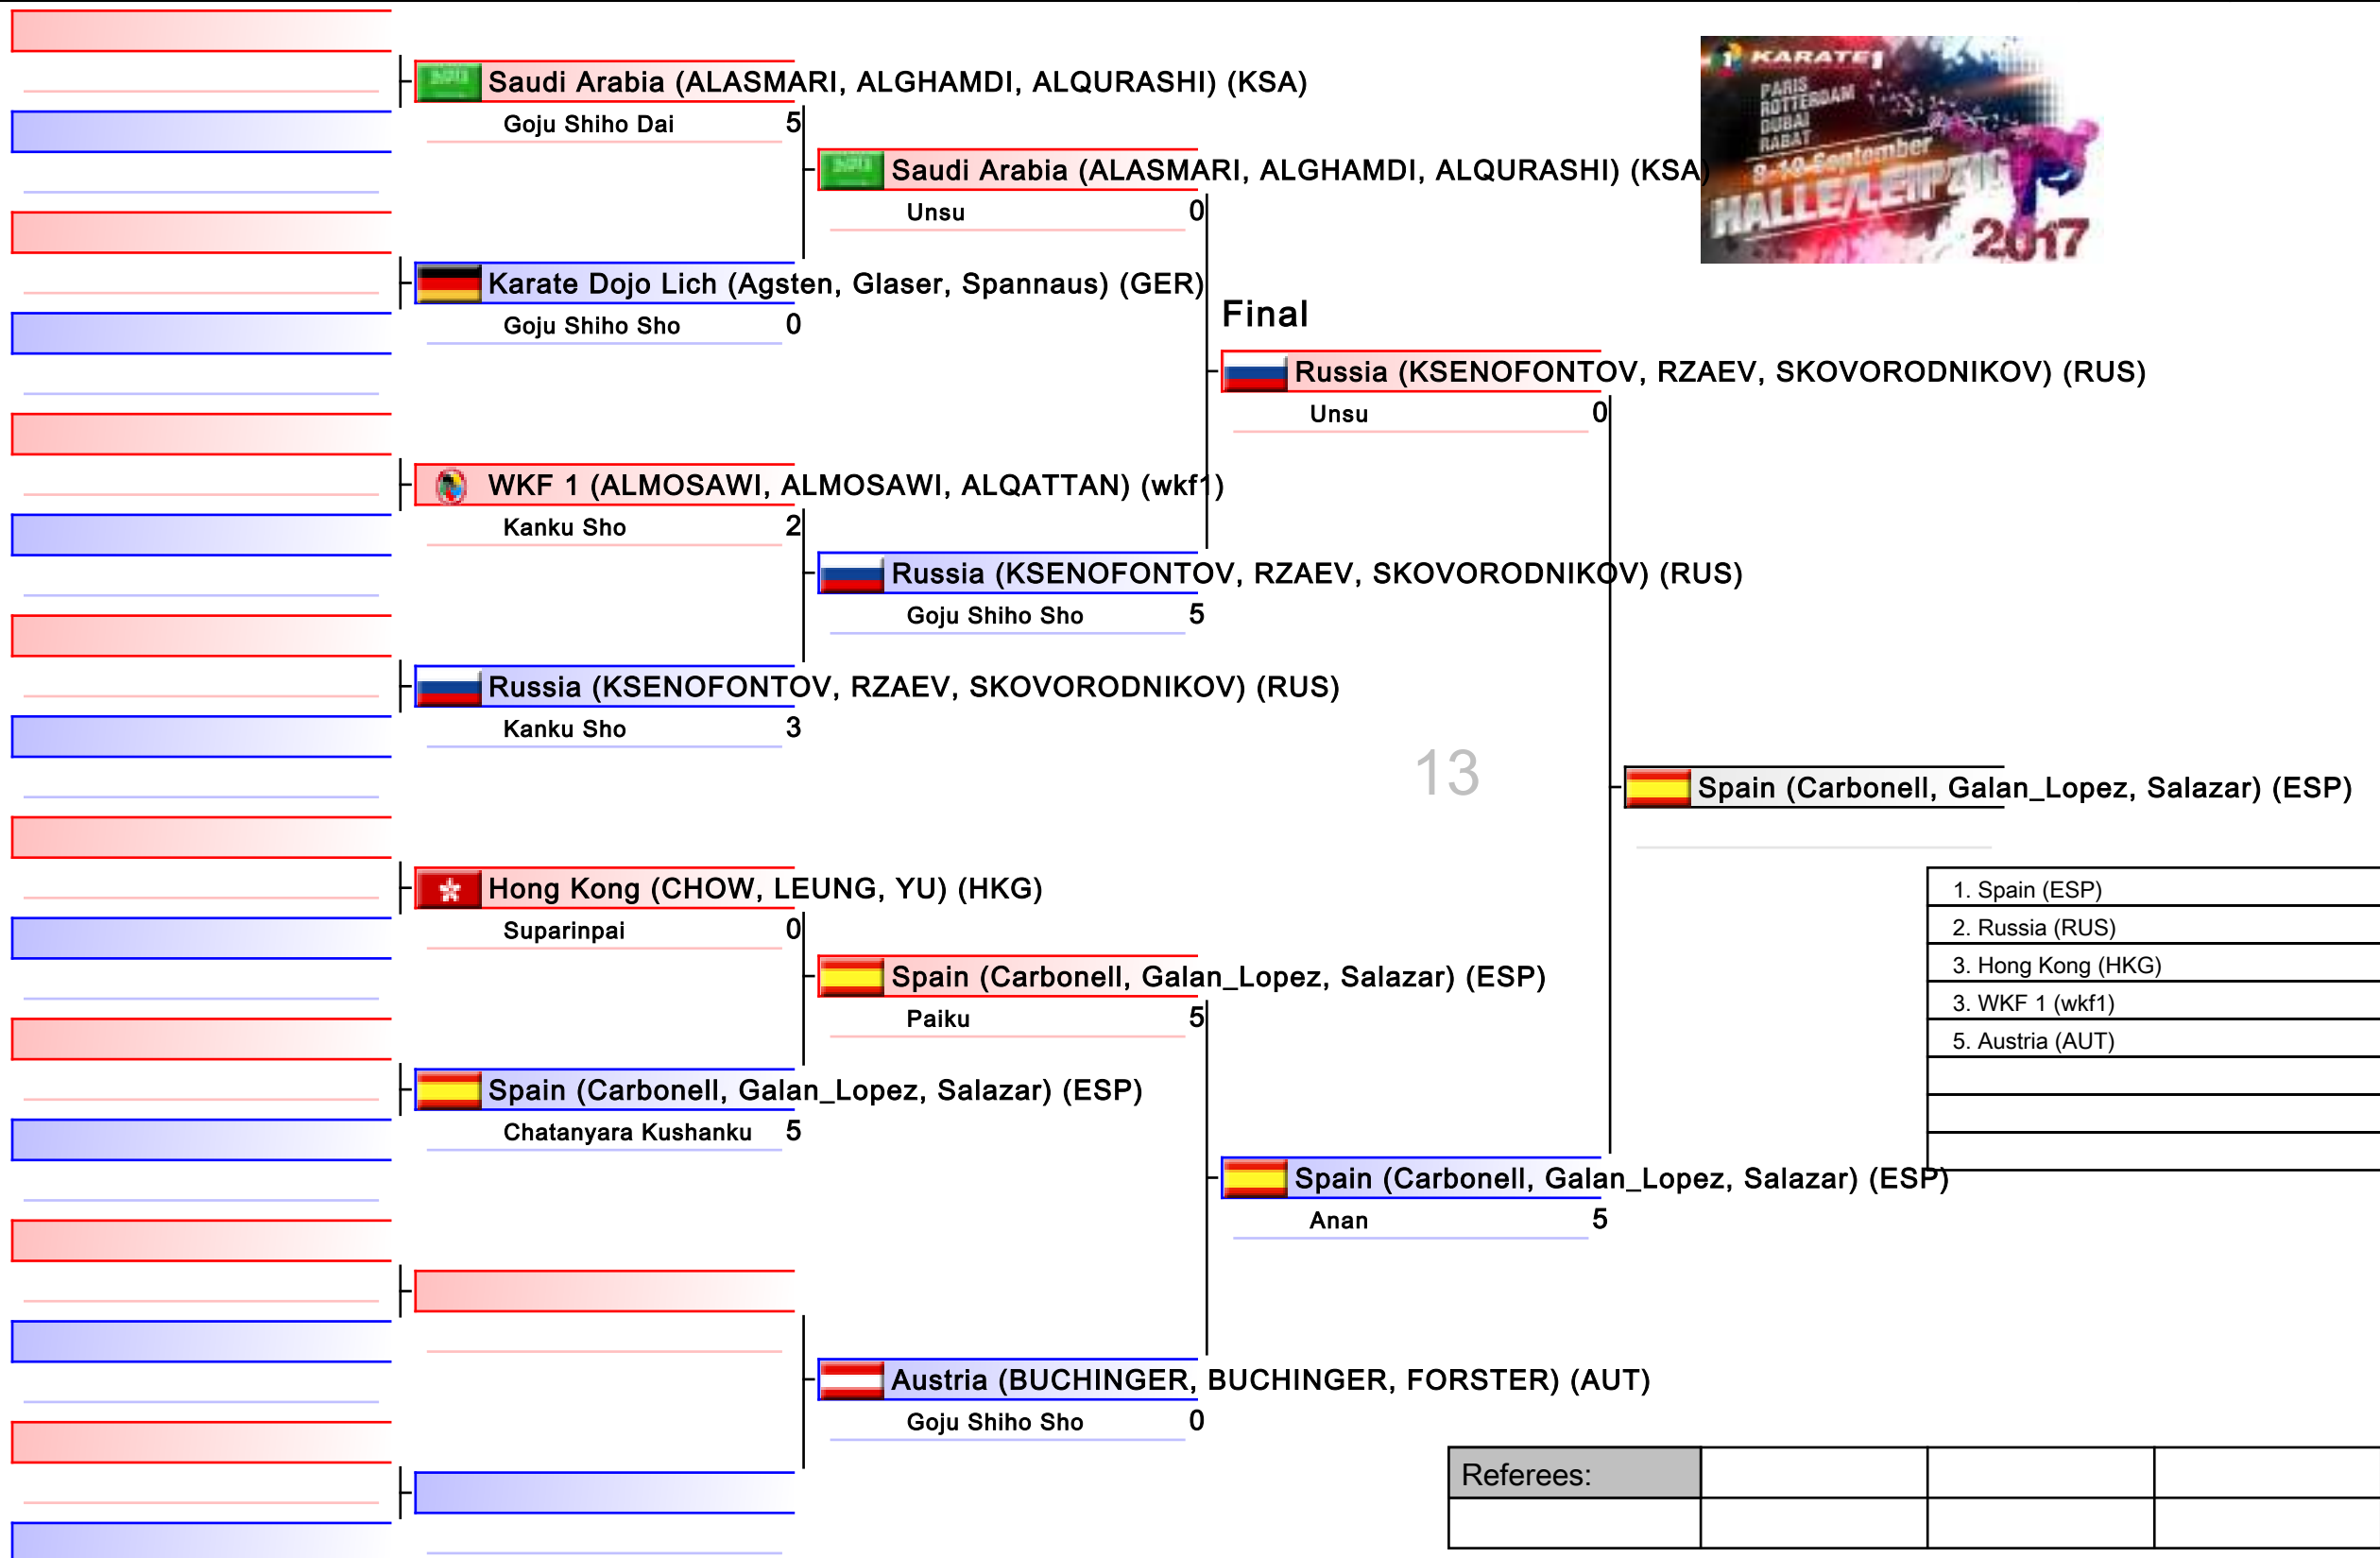 Saudi Arabia (ALASMARI, ALGHAMDI, ALQURASHI) (KSA)
Goju Shiho Dai 5
Saudi Arabia (ALASMARI, ALGHAMDI, ALQURASHI) (KSA)
Unsu 0
Karate Dojo Lich (Agsten, Glaser, Spannaus) (GER)
Goju Shiho Sho 0
KARATE1
PARIS
ROTTERDAM
DUBAI
RABAT
8-10 September
HALLE/LEIPZIG
2017
Final
Russia (KSENOFONTOV, RZAEV, SKOVORODNIKOV) (RUS)
Unsu 0
WKF 1 (ALMOSAWI, ALMOSAWI, ALQATTAN) (wkf1)
Kanku Sho 2
Russia (KSENOFONTOV, RZAEV, SKOVORODNIKOV) (RUS)
Goju Shiho Sho 5
Russia (KSENOFONTOV, RZAEV, SKOVORODNIKOV) (RUS)
Kanku Sho 3
13
Spain (Carbonell, Galan_Lopez, Salazar) (ESP)
Hong Kong (CHOW, LEUNG, YU) (HKG)
Suparinpai 0
Spain (Carbonell, Galan_Lopez, Salazar) (ESP)
Paiku 5
Spain (Carbonell, Galan_Lopez, Salazar) (ESP)
Chatanyara Kushanku 5
1. Spain (ESP)
2. Russia (RUS)
3. Hong Kong (HKG)
3. WKF 1 (wkf1)
5. Austria (AUT)
Spain (Carbonell, Galan_Lopez, Salazar) (ESP)
Anan 5
Austria (BUCHINGER, BUCHINGER, FORSTER) (AUT)
Goju Shiho Sho 0
Referees: